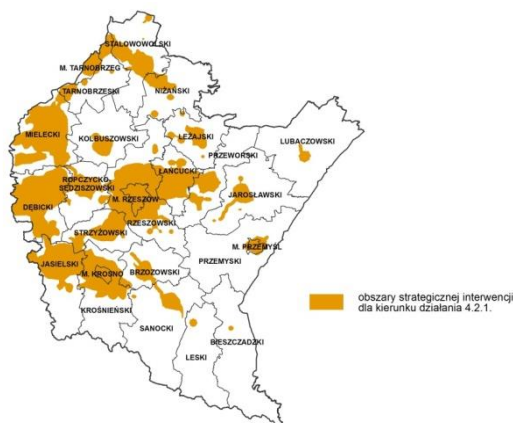 STALOWOWOLSKI
M. TARNOBRZEG
TARNOBRZESKI
NIŻAŃSKI
MIELECKI
KOLBUSZOWSKI
LEŻAJSKI
LUBACZOWSKI
PRZEWORSKI
ROPCZYCKO
SĘDZISZOWSKI
ŁAŃCUCKI
JAROSŁAWSKI
DĘBICKI
M. RZESZÓW
STRZYŻOWSKI
RZESZOWSKI
M. PRZEMYŚL
PRZEMYSKI
JASIELSKI
M. KROSNO
BRZOZOWSKI
KROŚNIEŃSKI
SANOCKI
LESKI
BIESZCZADZKI
obszary strategicznej interwencji
dla kierunku działania 4.2.1.